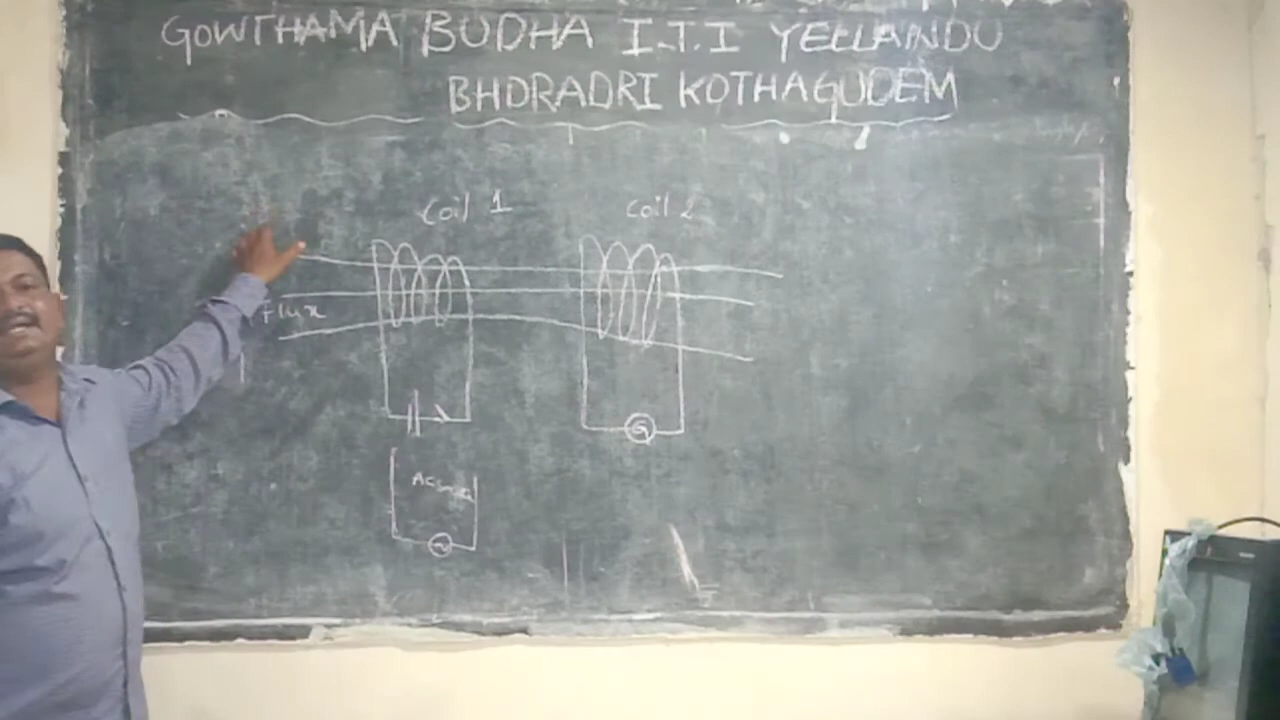 GOWTHAMA BUDHA I.T.I YELLANDU
BHDRADRI KOTHAGUDEM
Coil 1
Coil 2
Flux
G